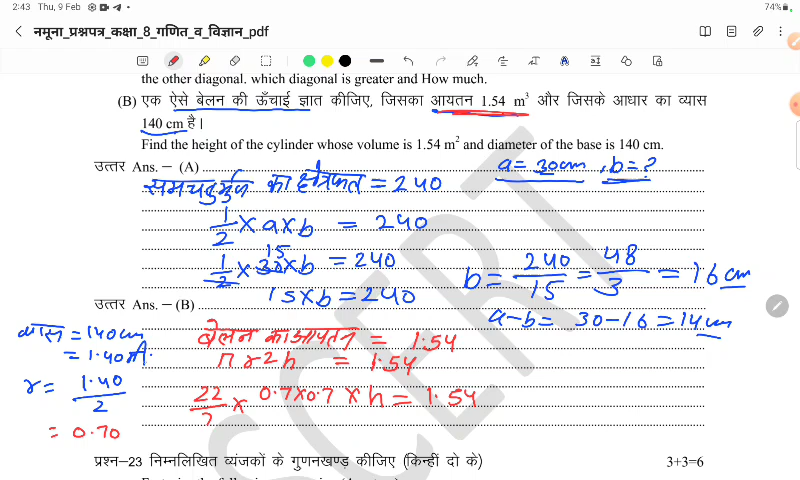 2:43 Thu, 9 Feb 74%
नमूना_प्रश्नपत्र_कक्षा_8_गणित_व_विज्ञान_.pdf
the other diagonal. which diagonal is greater and How much.
(B) एक ऐसे बेलन की ऊँचाई ज्ञात कीजिए, जिसका आयतन 1.54 m³ और जिसके आधार का व्यास
140 cm है।
Find the height of the cylinder whose volume is 1.54 m² and diameter of the base is 140 cm.
उत्तर Ans. – (A) a = 30cm, b = ?
समचतुर्भुज का क्षेत्रफल = 240
1/2 × a × b = 240
15
1/2 × 30 × b = 240
15 × b = 240
b = 240/15 = 48/3 = 16 cm
a-b = 30-16 = 14 cm
उत्तर Ans. – (B)
व्यास = 140cm
= 1.40 m.
r = 1.40/2
= 0.70
बेलन का आयतन = 1.54
π r2 h = 1.54
22/7 × 0.7×0.7 × h = 1.54
SCERT
प्रश्न–23 निम्नलिखित व्यंजकों के गुणनखण्ड कीजिए (किन्हीं दो के) 3+3=6